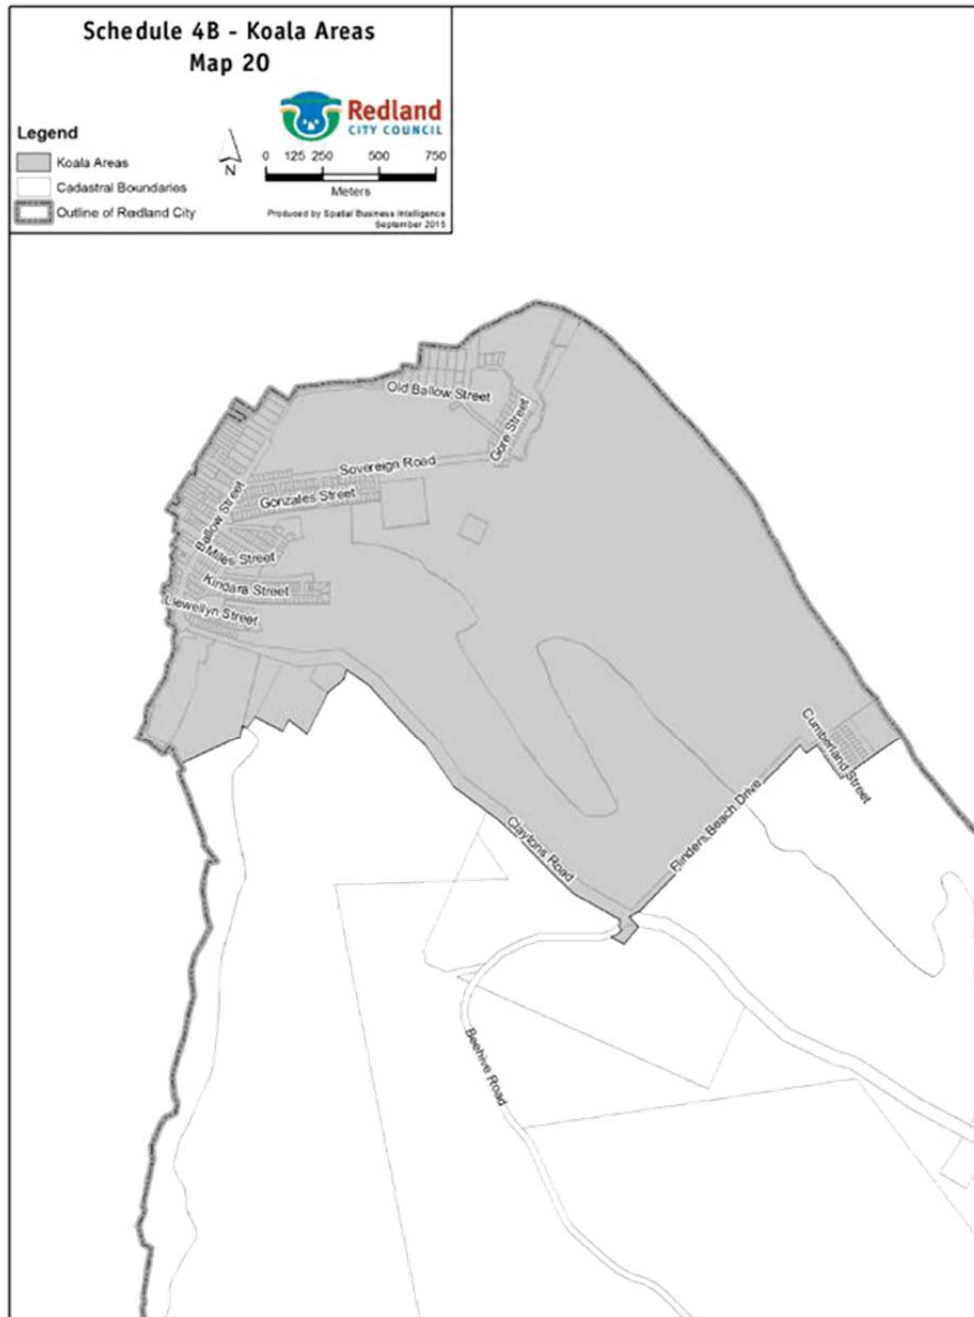 Schedule 4B - Koala Areas
Map 20
Redland
CITY COUNCIL
Legend
Koala Areas
Cadastral Boundaries
Outline of Redland City
N
0 125 250 500 750
Meters
Produced by Spatial Business Intelligence
September 2015
Old Ballow Street
Gore Street
Sovereign Road
Gonzales Street
Ballow Street
Miles Street
Kindara Street
Llewellyn Street
Cumberland Street
Flinders Beach Drive
Claytons Road
Beehive Road